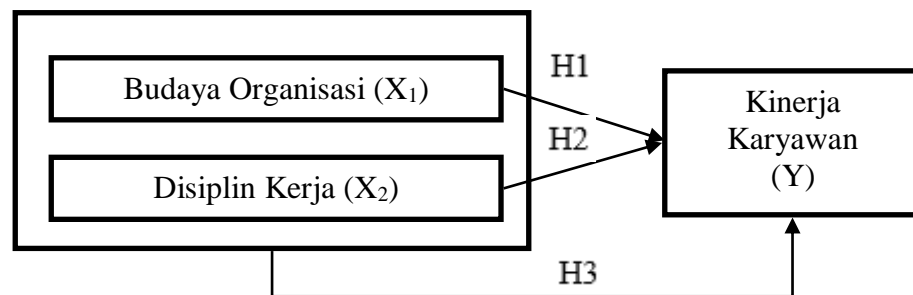 Budaya Organisasi (X₁)
H1
Kinerja
Karyawan
(Y)
H2
Disiplin Kerja (X₂)
H3